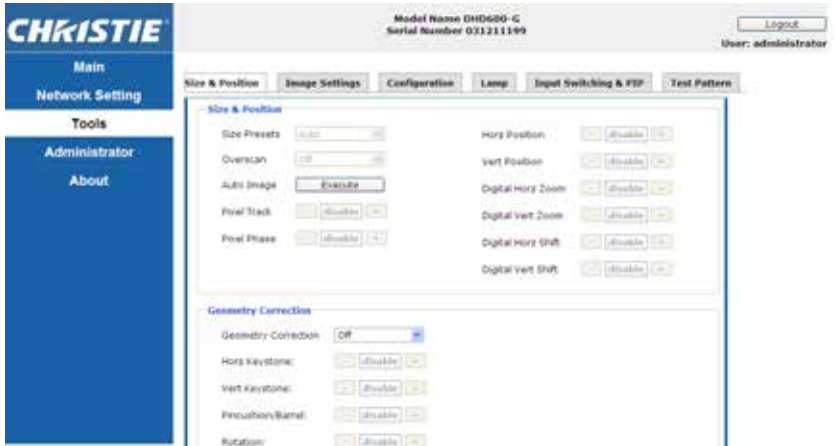 CHRISTIE
Model Name DHD600-G
Serial Number 031211199
Logout
User: administrator
Main
Network Setting
Tools
Administrator
About
Size & Position
Image Settings
Configuration
Lamp
Input Switching & PIP
Test Pattern
Size & Position
Size Presets
Auto
Overscan
Off
Auto Image
Execute
Pixel Track
- disable +
Pixel Phase
- disable +
Horz Position
- disable +
Vert Position
- disable +
Digital Horz Zoom
- disable +
Digital Vert Zoom
- disable +
Digital Horz Shift
- disable +
Digital Vert Shift
- disable +
Geometry Correction
Geometry Correction
Off
Horz Keystone:
- disable +
Vert Keystone:
- disable +
Pincushion/Barrel:
- disable +
Rotation:
- disable +